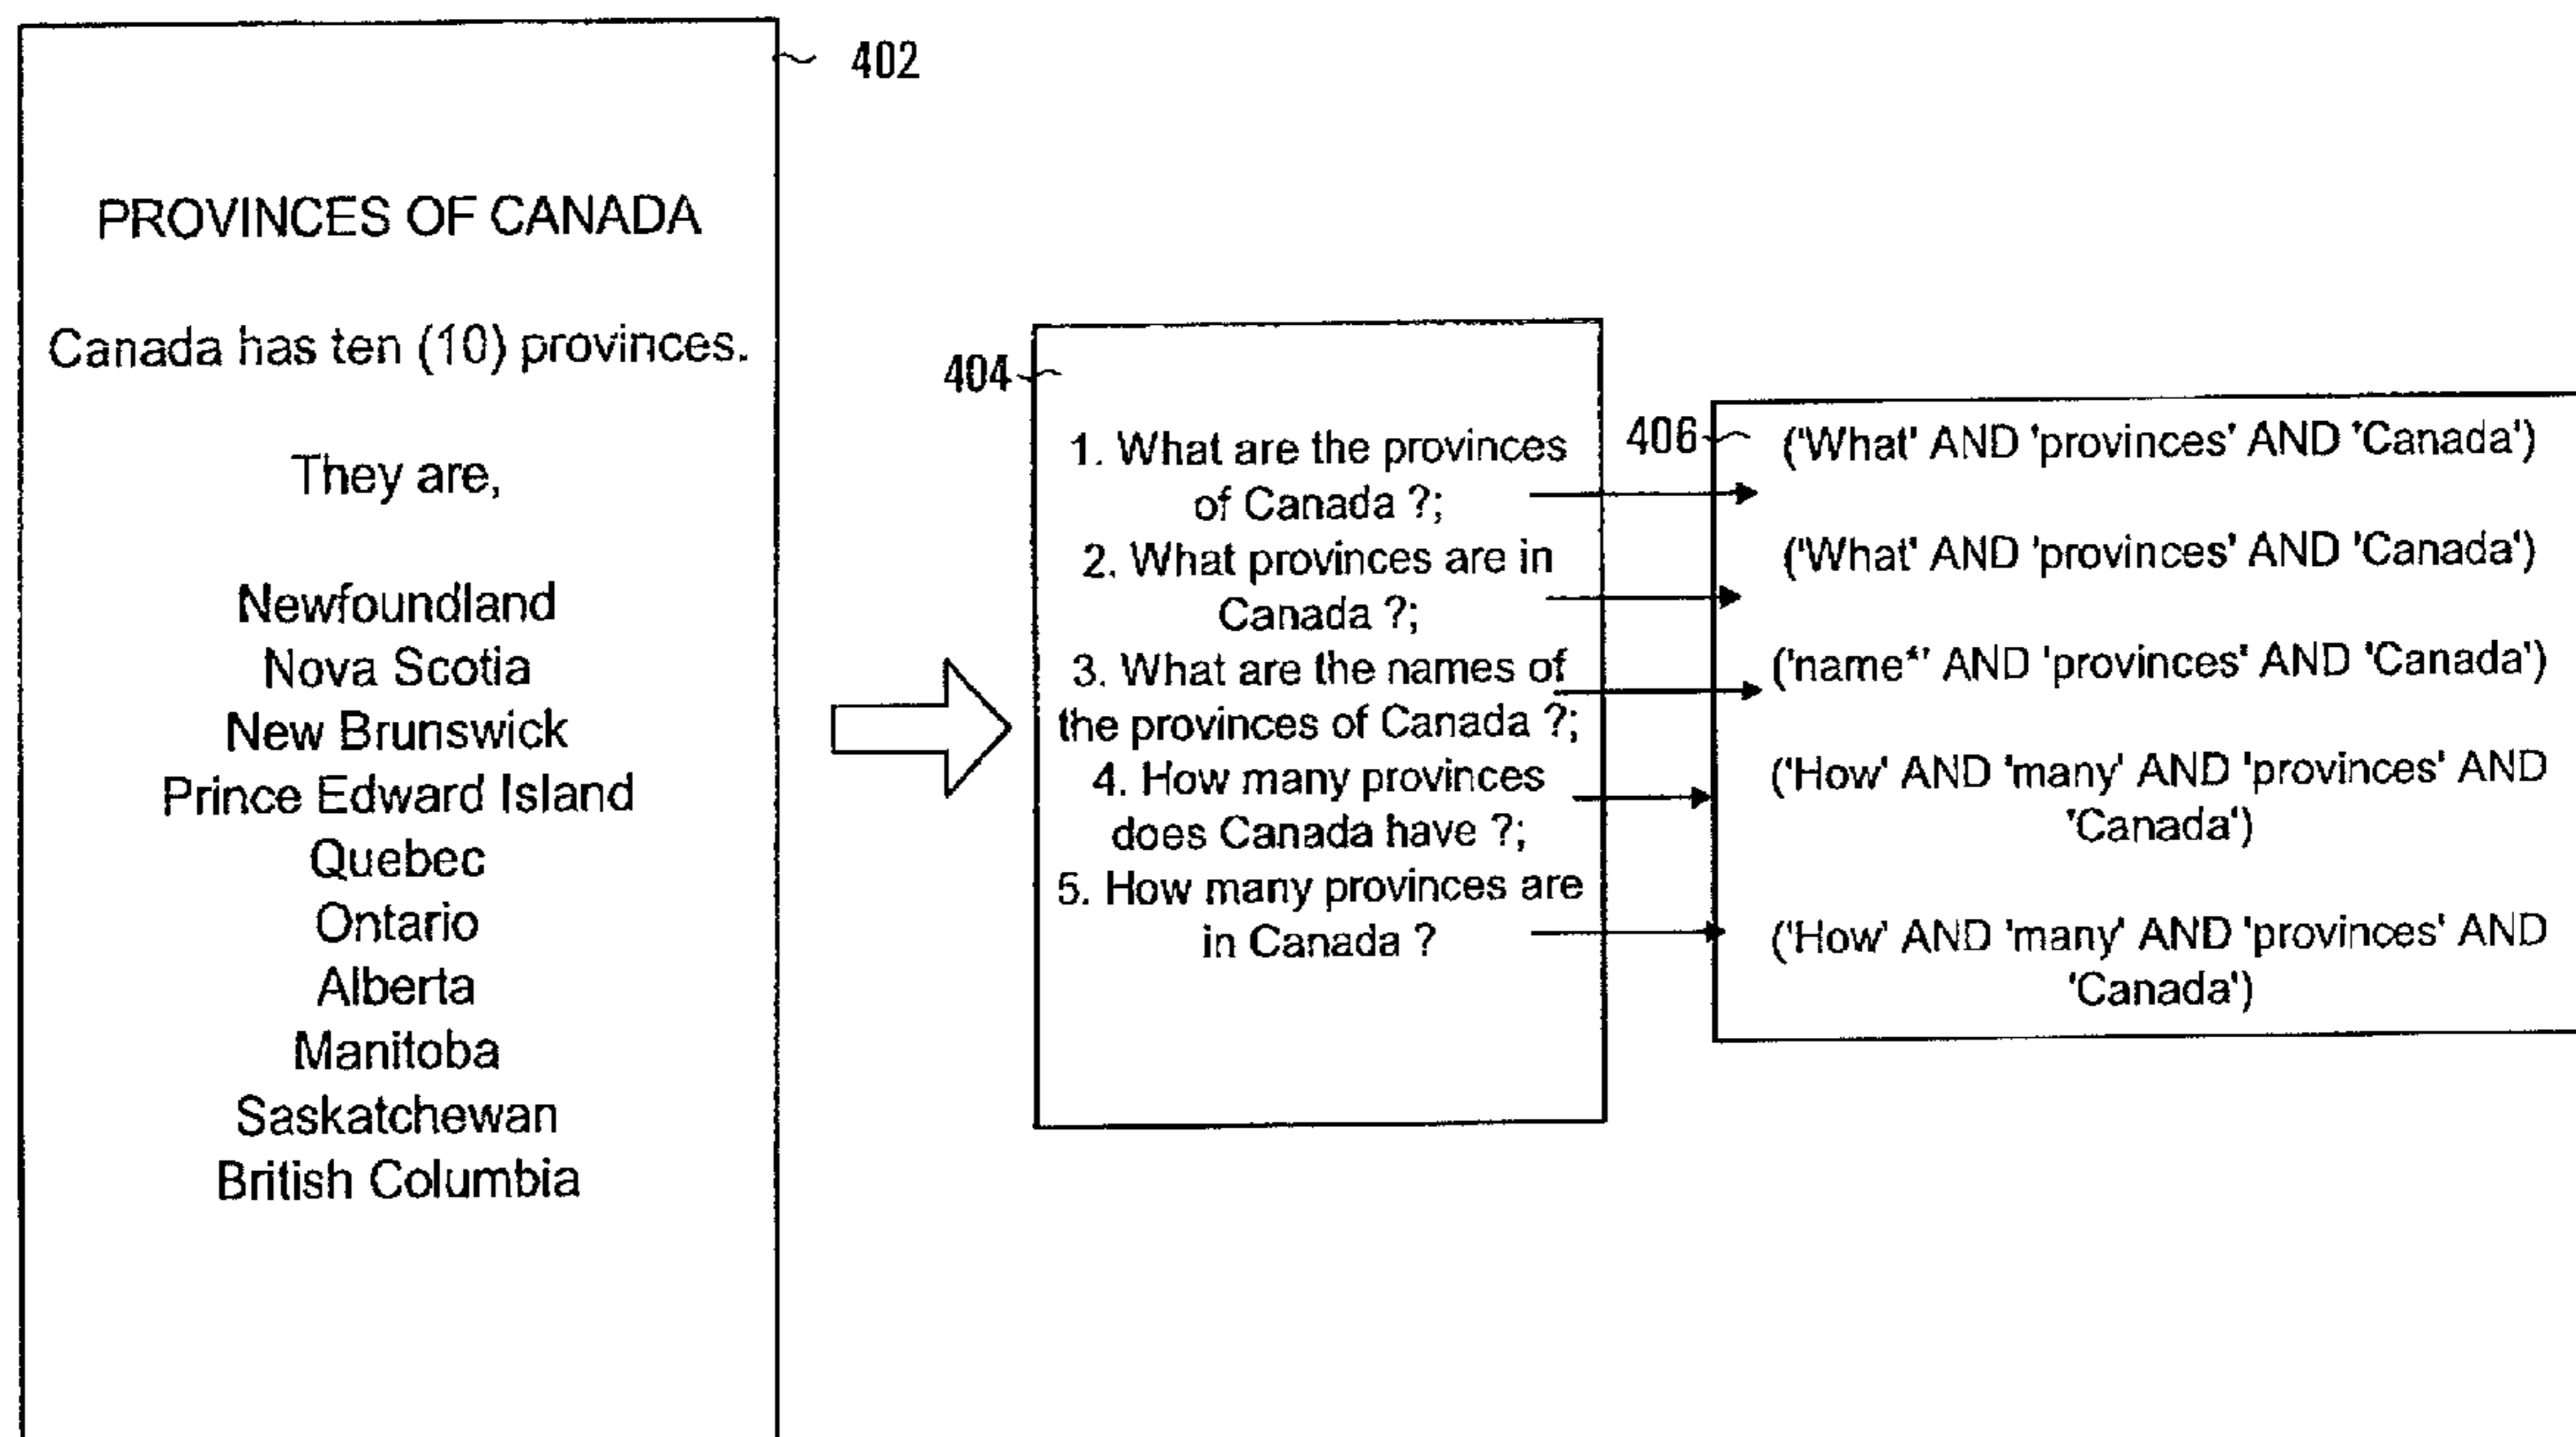 402
PROVINCES OF CANADA
Canada has ten (10) provinces.
They are,
Newfoundland
Nova Scotia
New Brunswick
Prince Edward Island
Quebec
Ontario
Alberta
Manitoba
Saskatchewan
British Columbia
404
1. What are the provinces
of Canada ?;
2. What provinces are in
Canada ?;
3. What are the names of
the provinces of Canada ?;
4. How many provinces
does Canada have ?;
5. How many provinces are
in Canada ?
406
('What' AND 'provinces' AND 'Canada')
('What' AND 'provinces' AND 'Canada')
('name*' AND 'provinces' AND 'Canada')
('How' AND 'many' AND 'provinces' AND
'Canada')
('How' AND 'many' AND 'provinces' AND
'Canada')